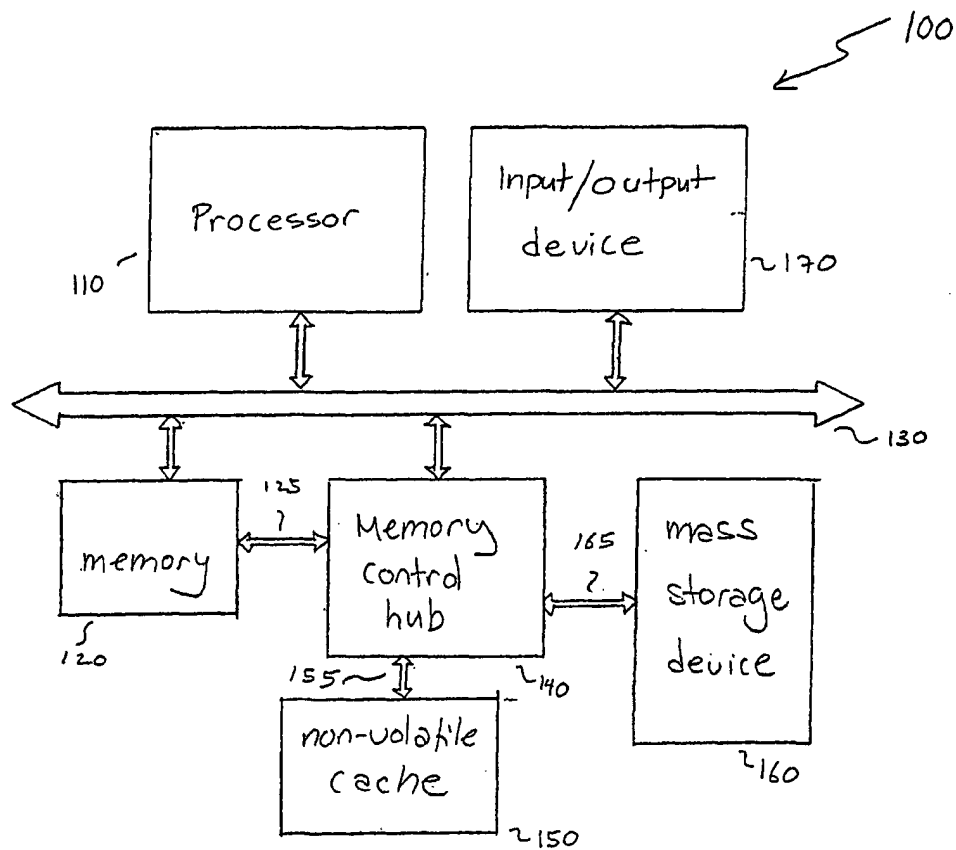 100
Processor
110
Input/output
device
170
130
memory
120
125
Memory
control
hub
140
165
mass
storage
device
160
155
non-volatile
cache
150